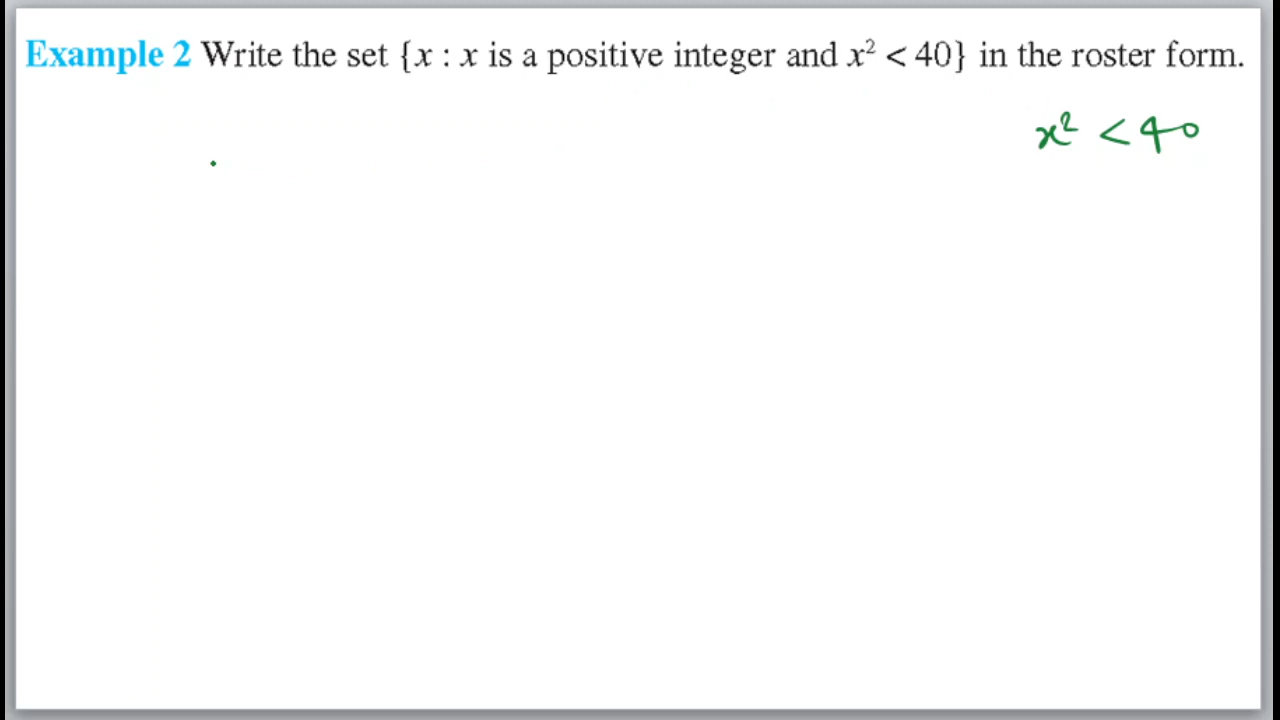 Example 2 Write the set {x : x is a positive integer and x² < 40} in the roster form.
x² < 40